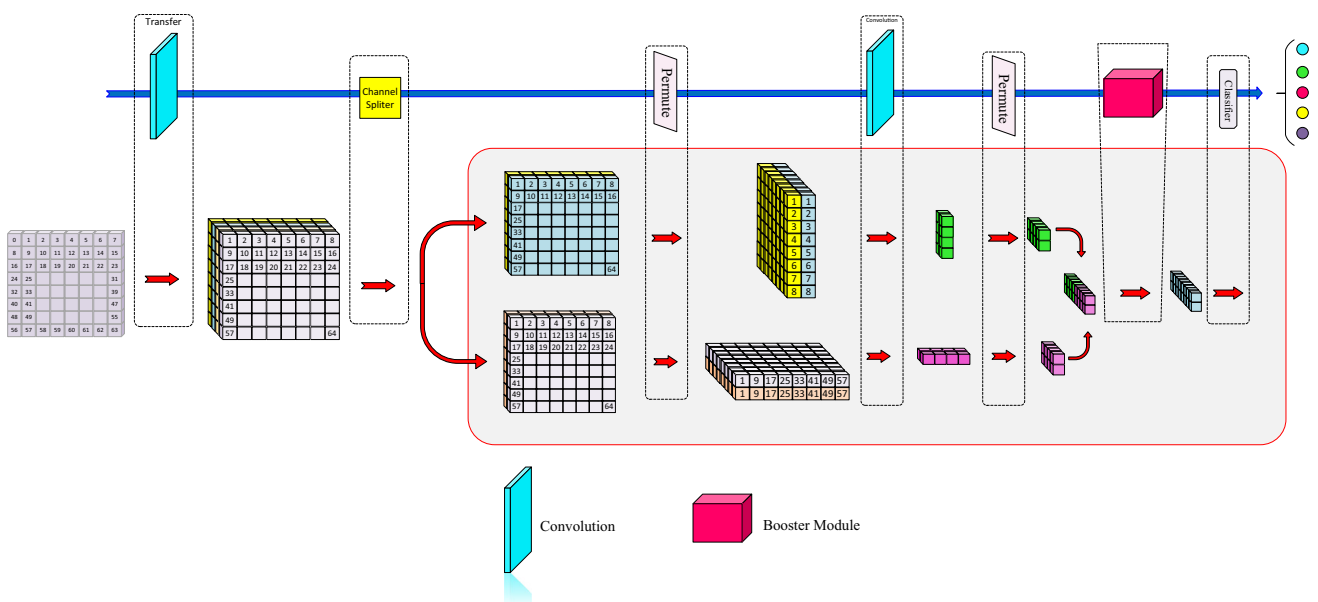 Transfer
Convolution
Channel
Spliter
Permute
Permute
Classifier
1 2 3 4 5 6 7 8
9 10 11 12 13 14 15 16
17
25
33
41
49
57 64
1 1
2 2
3 3
4 4
5 5
6 6
7 7
8 8
0 1 2 3 4 5 6 7
8 9 10 11 12 13 14 15
16 17 18 19 20 21 22 23
24 25 31
32 33 39
40 41 47
48 49 55
56 57 58 59 60 61 62 63
1 2 3 4 5 6 7 8
9 10 11 12 13 14 15 16
17 18 19 20 21 22 23 24
25
33
41
49
57 64
1 2 3 4 5 6 7 8
9 10 11 12 13 14 15 16
17 18 19 20 21 22 23 24
25
33
41
49
57 64
1 9 17 25 33 41 49 57
1 9 17 25 33 41 49 57
Convolution
Booster Module